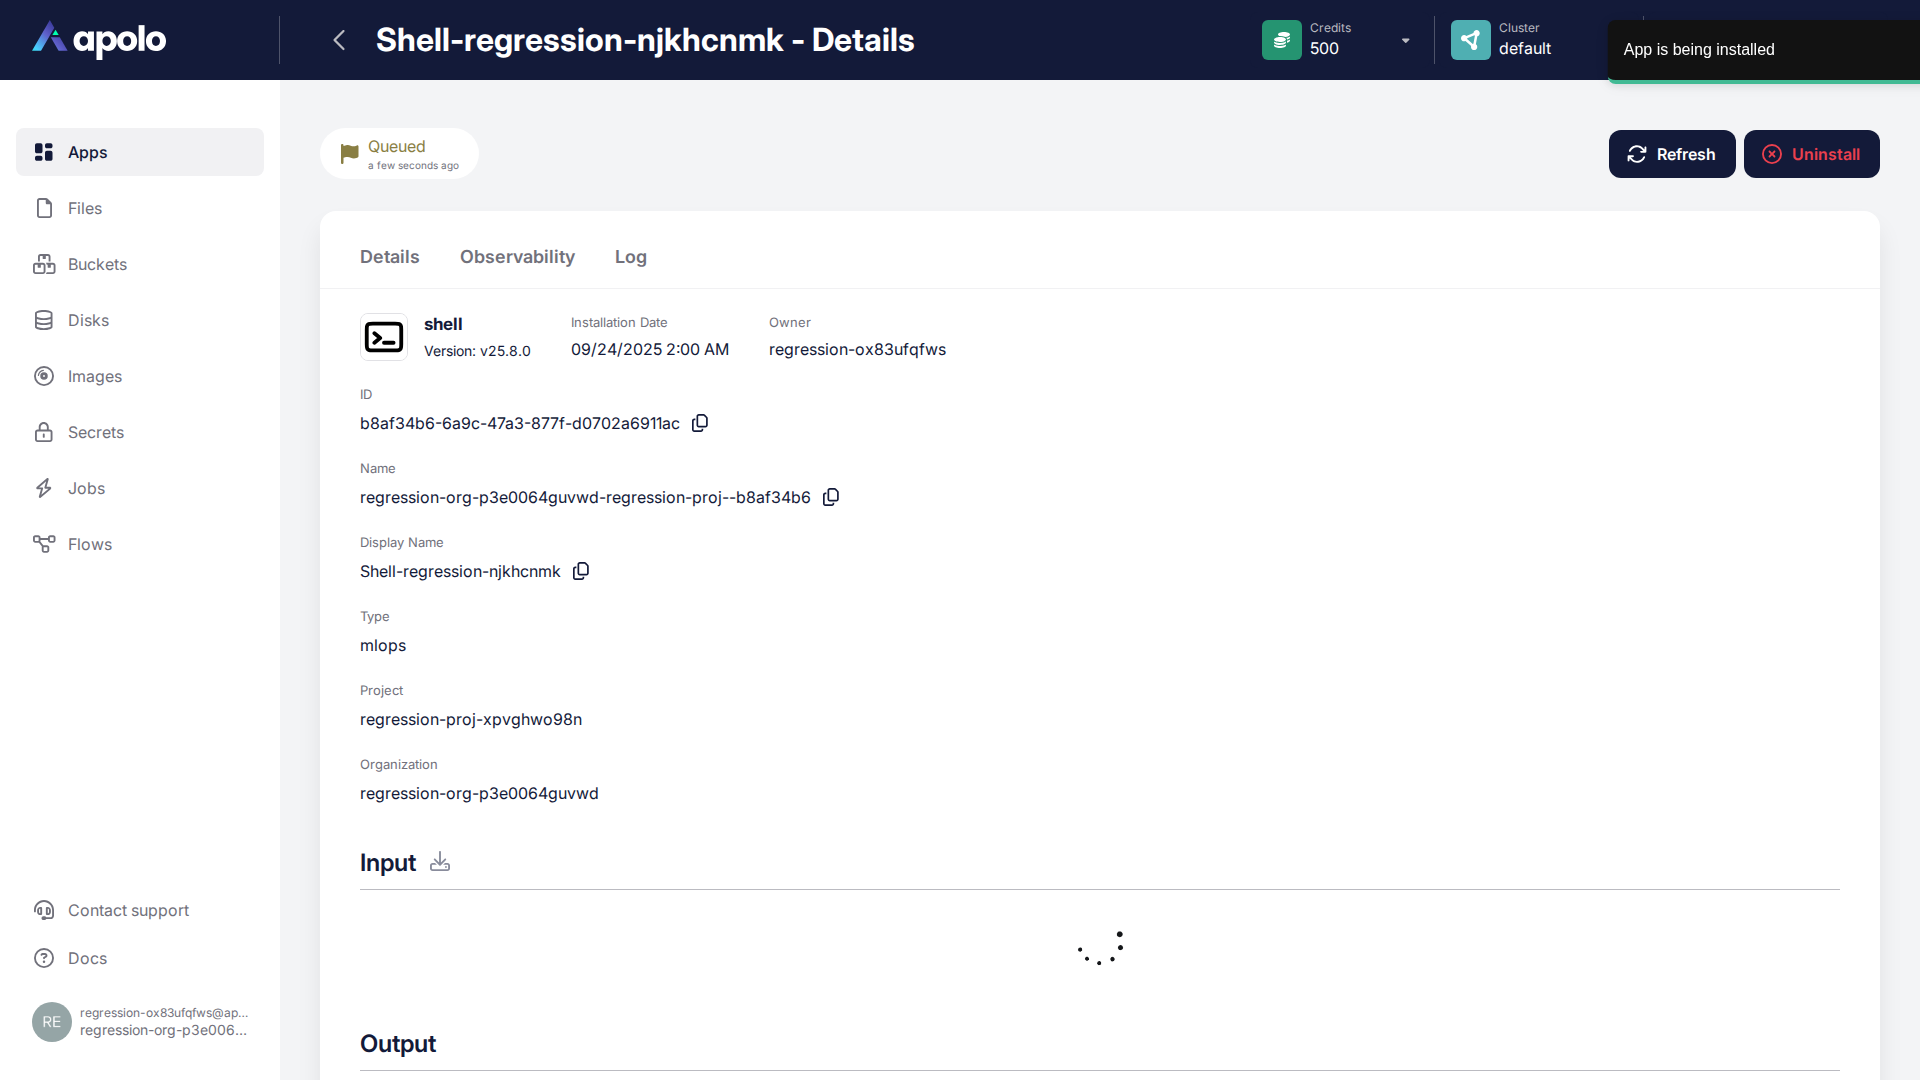 apolo
Shell-regression-njkhcnmk - Details
Credits
500
Cluster
default
App is being installed
Apps
Files
Buckets
Disks
Images
Secrets
Jobs
Flows
Contact support
Docs
RE
regression-ox83ufqfws@ap...
regression-org-p3e006...
Queued
a few seconds ago
Refresh
Uninstall
Details
Observability
Log
shell
Version: v25.8.0
Installation Date
09/24/2025 2:00 AM
Owner
regression-ox83ufqfws
ID
b8af34b6-6a9c-47a3-877f-d0702a6911ac
Name
regression-org-p3e0064guvwd-regression-proj--b8af34b6
Display Name
Shell-regression-njkhcnmk
Type
mlops
Project
regression-proj-xpvghwo98n
Organization
regression-org-p3e0064guvwd
Input
Output